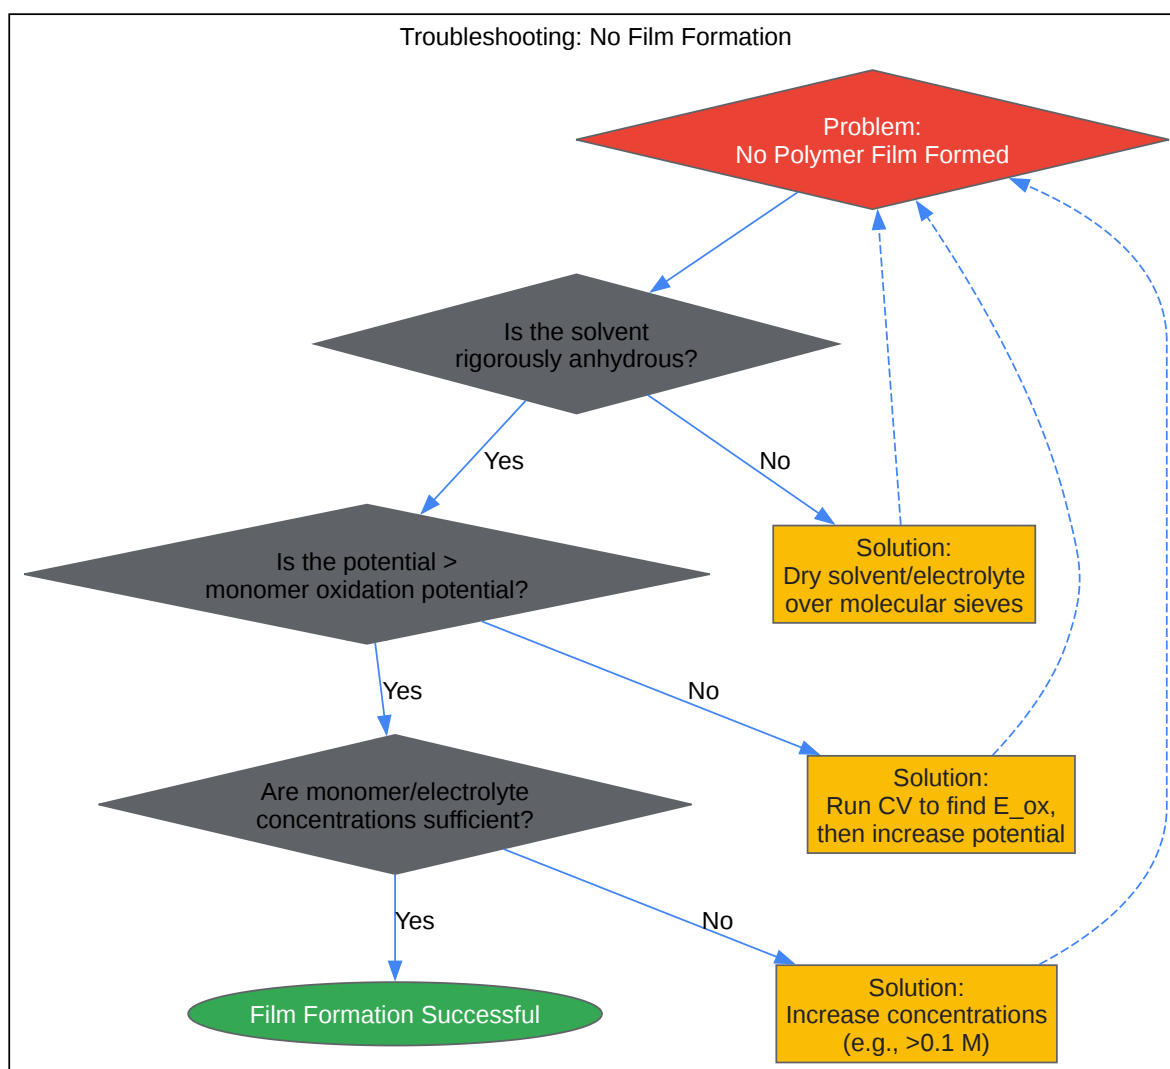 Troubleshooting: No Film Formation
Problem:
No Polymer Film Formed
Is the solvent
rigorously anhydrous?
Yes
No
Solution:
Dry solvent/electrolyte
over molecular sieves
Is the potential >
monomer oxidation potential?
Yes
No
Solution:
Run CV to find E_ox,
then increase potential
Are monomer/electrolyte
concentrations sufficient?
Yes
No
Solution:
Increase concentrations
(e.g., >0.1 M)
Film Formation Successful